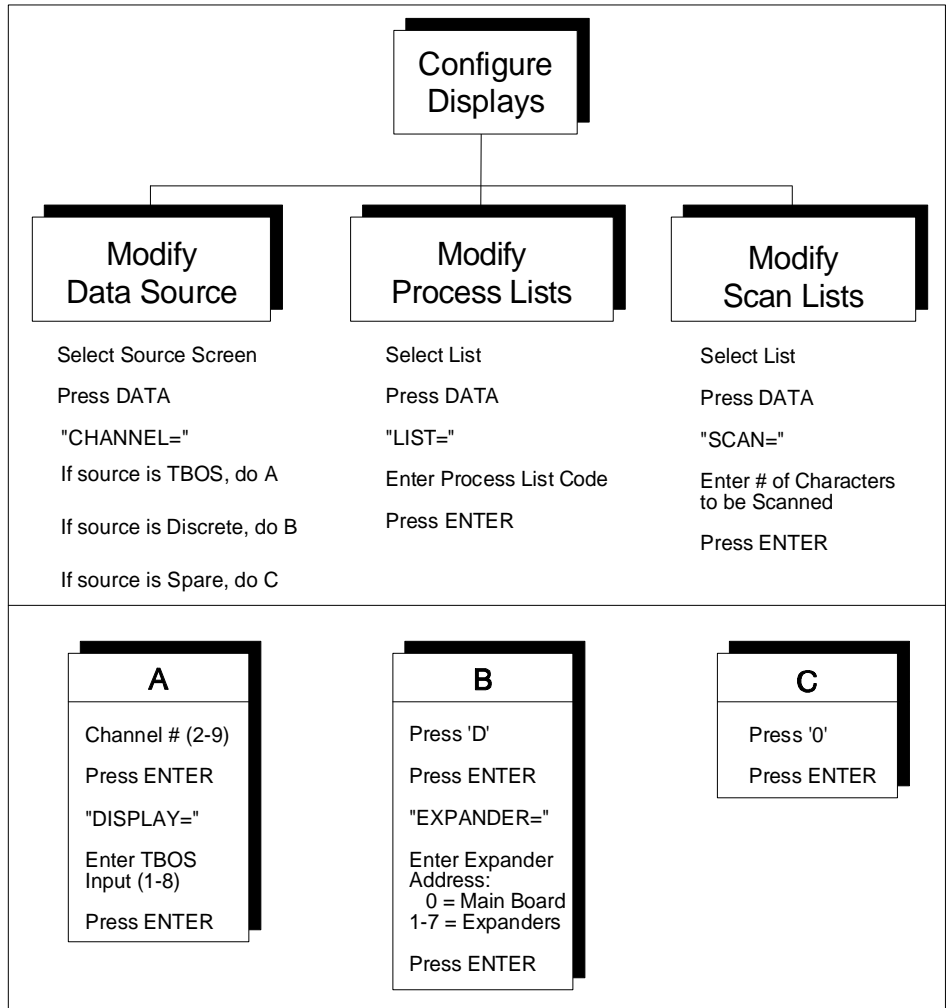 Configure
Displays
Modify
Data Source
Select Source Screen
Press DATA
"CHANNEL="
If source is TBOS, do A
If source is Discrete, do B
If source is Spare, do C
Modify
Process Lists
Select List
Press DATA
"LIST="
Enter Process List Code
Press ENTER
Modify
Scan Lists
Select List
Press DATA
"SCAN="
Enter # of Characters
to be Scanned
Press ENTER
A
Channel # (2-9)
Press ENTER
"DISPLAY="
Enter TBOS
Input (1-8)
Press ENTER
B
Press 'D'
Press ENTER
"EXPANDER="
Enter Expander
Address:
0 = Main Board
1-7 = Expanders
Press ENTER
C
Press '0'
Press ENTER